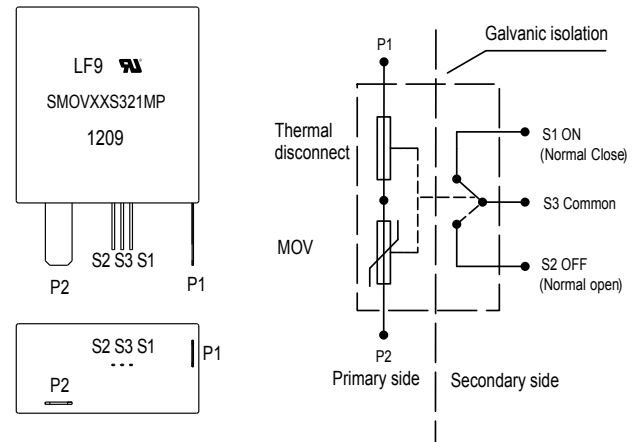 LF9
SMOVXXS321MP
1209
S2 S3 S1
P2
P1
S2 S3 S1
P1
P2
Galvanic isolation
P1
Thermal
disconnect
MOV
S1 ON
(Normal Close)
S3 Common
S2 OFF
(Normal open)
P2
Primary side
Secondary side